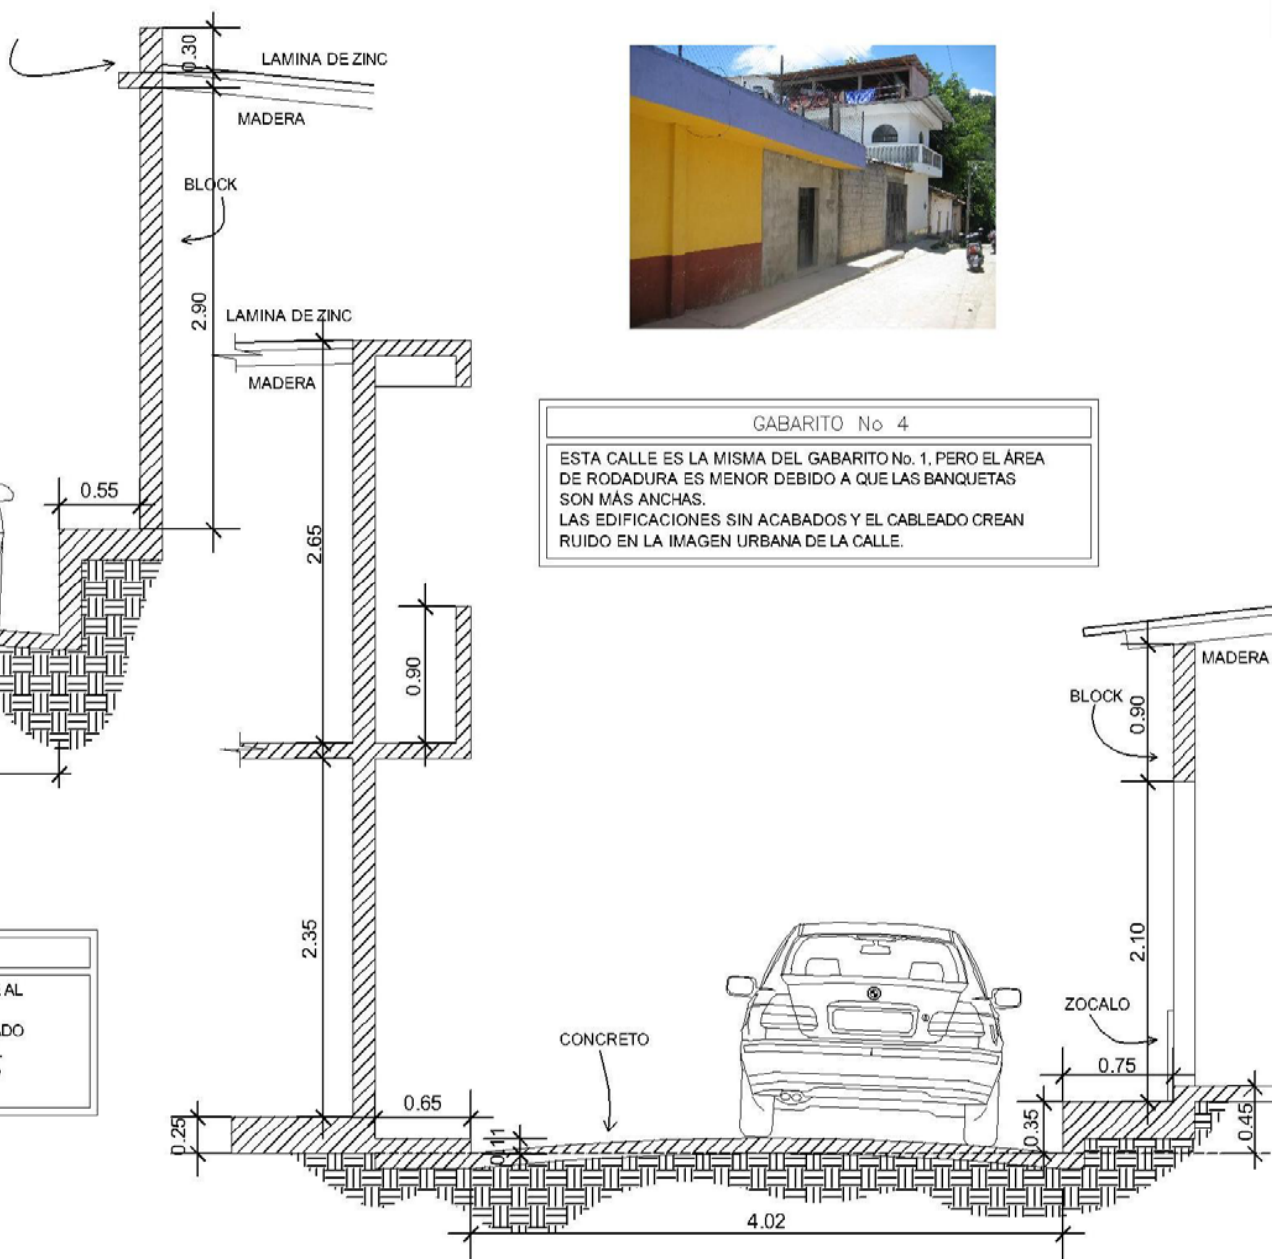 0.30
LAMINA DE ZINC
MADERA
BLOCK
2.90
0.55
LAMINA DE ZINC
MADERA
2.65
0.90
2.35
0.25
0.65
0.11
CONCRETO
4.02
GABARITO No 4
ESTA CALLE ES LA MISMA DEL GABARITO No. 1, PERO EL ÁREA
DE RODADURA ES MENOR DEBIDO A QUE LAS BANQUETAS
SON MÁS ANCHAS.
LAS EDIFICACIONES SIN ACABADOS Y EL CABLEADO CREAN
RUIDO EN LA IMAGEN URBANA DE LA CALLE.
MADERA
BLOCK
0.90
2.10
ZOCALO
0.75
0.35
0.45
AL
ADO